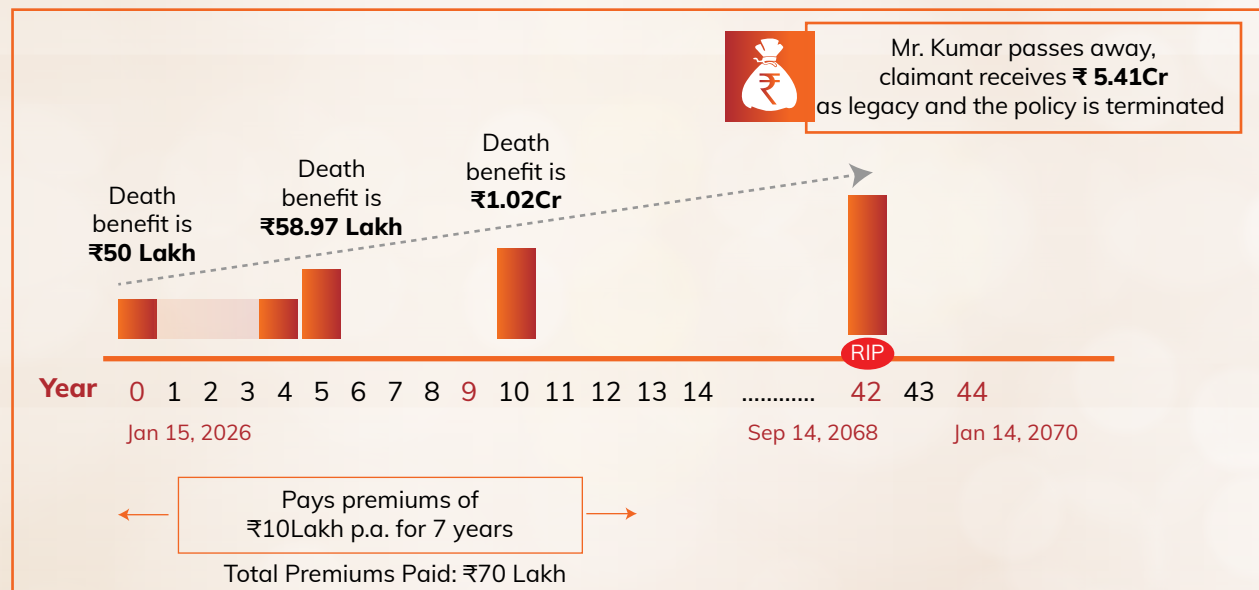 Mr. Kumar passes away,
claimant receives ₹ 5.41Cr
as legacy and the policy is terminated
₹
Death
benefit is
₹50 Lakh
Death
benefit is
₹58.97 Lakh
Death
benefit is
₹1.02Cr
RIP
Year 0 1 2 3 4 5 6 7 8 9 10 11 12 13 14 ............ 42 43 44
Jan 15, 2026 Sep 14, 2068 Jan 14, 2070
Pays premiums of
₹10Lakh p.a. for 7 years
Total Premiums Paid: ₹70 Lakh